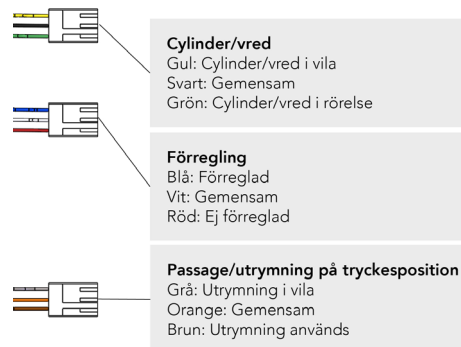 Cylinder/vred
Gul: Cylinder/vred i vila
Svart: Gemensam
Grön: Cylinder/vred i rörelse
Förregling
Blå: Förreglad
Vit: Gemensam
Röd: Ej förreglad
Passage/utrymning på tryckesposition
Grå: Utrymning i vila
Orange: Gemensam
Brun: Utrymning används